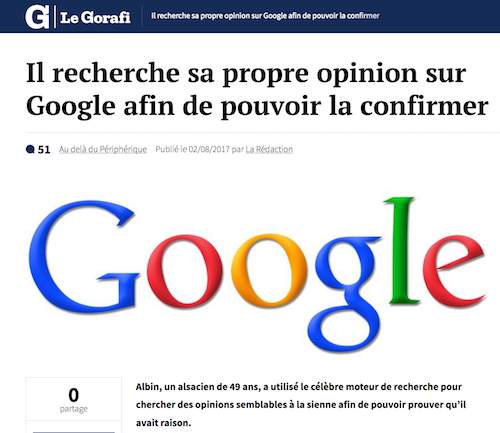 G Le Gorafi Il recherche sa propre opinion sur Google afin de pouvoir la confirmer
Il recherche sa propre opinion sur
Google afin de pouvoir la confirmer
51 Au delà du Périphérique Publié le 02/08/2017 par La Rédaction
Google
0
partage
Albin, un alsacien de 49 ans, a utilisé le célèbre moteur de recherche pour
chercher des opinions semblables à la sienne afin de pouvoir prouver qu'il
avait raison.